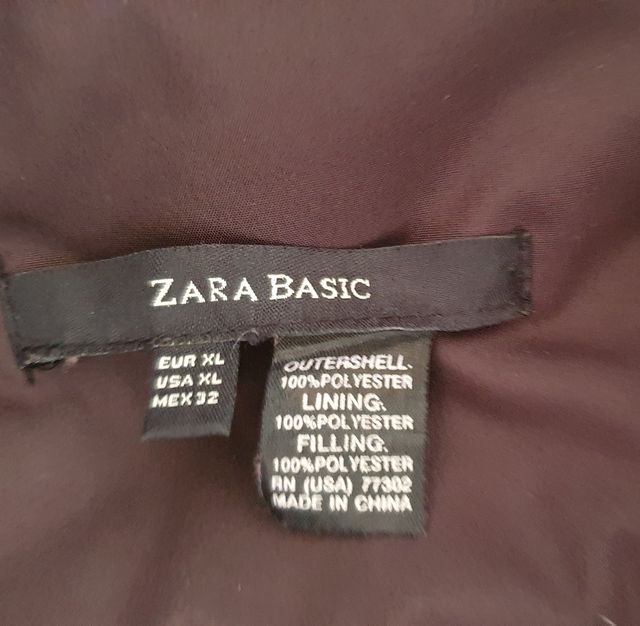 ZARA BASIC
EUR XL
USA XL
MEX 32
OUTERSHELL:
100%POLYESTER
LINING:
100%POLYESTER
FILLING:
100%POLYESTER
RN (USA) 77302
MADE IN CHINA